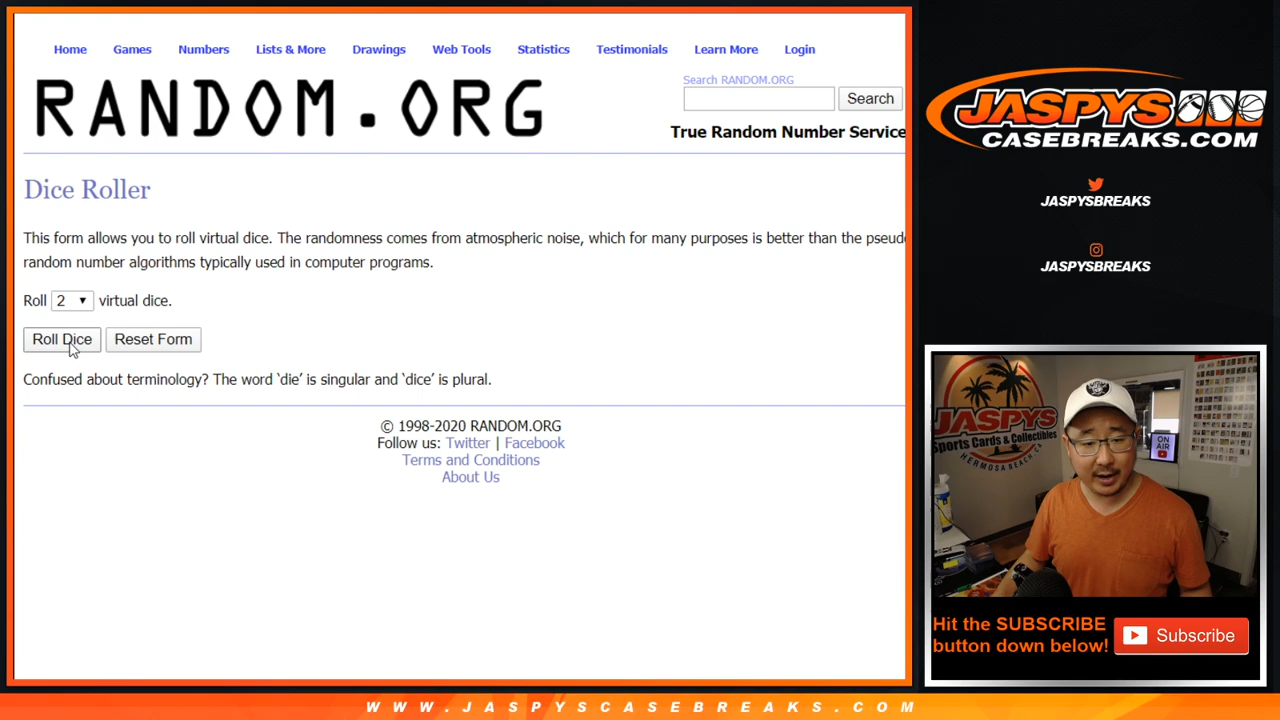 Home Games Numbers Lists & More Drawings Web Tools Statistics Testimonials Learn More Login
RANDOM.ORG
Search RANDOM.ORG
Search
True Random Number Service
Dice Roller
This form allows you to roll virtual dice. The randomness comes from atmospheric noise, which for many purposes is better than the pseudo
random number algorithms typically used in computer programs.
Roll 2 virtual dice.
Roll Dice Reset Form
Confused about terminology? The word ‘die’ is singular and ‘dice’ is plural.
© 1998-2020 RANDOM.ORG
Follow us: Twitter | Facebook
Terms and Conditions
About Us
JASPYS
CASEBREAKS.COM
JASPYSBREAKS
JASPYSBREAKS
JASPYS
Sports Cards & Collectibles
HERMOSA BEACH CA
ON
AIR
Hit the SUBSCRIBE
button down below!
Subscribe
WWW.JASPYSCASEBREAKS.COM